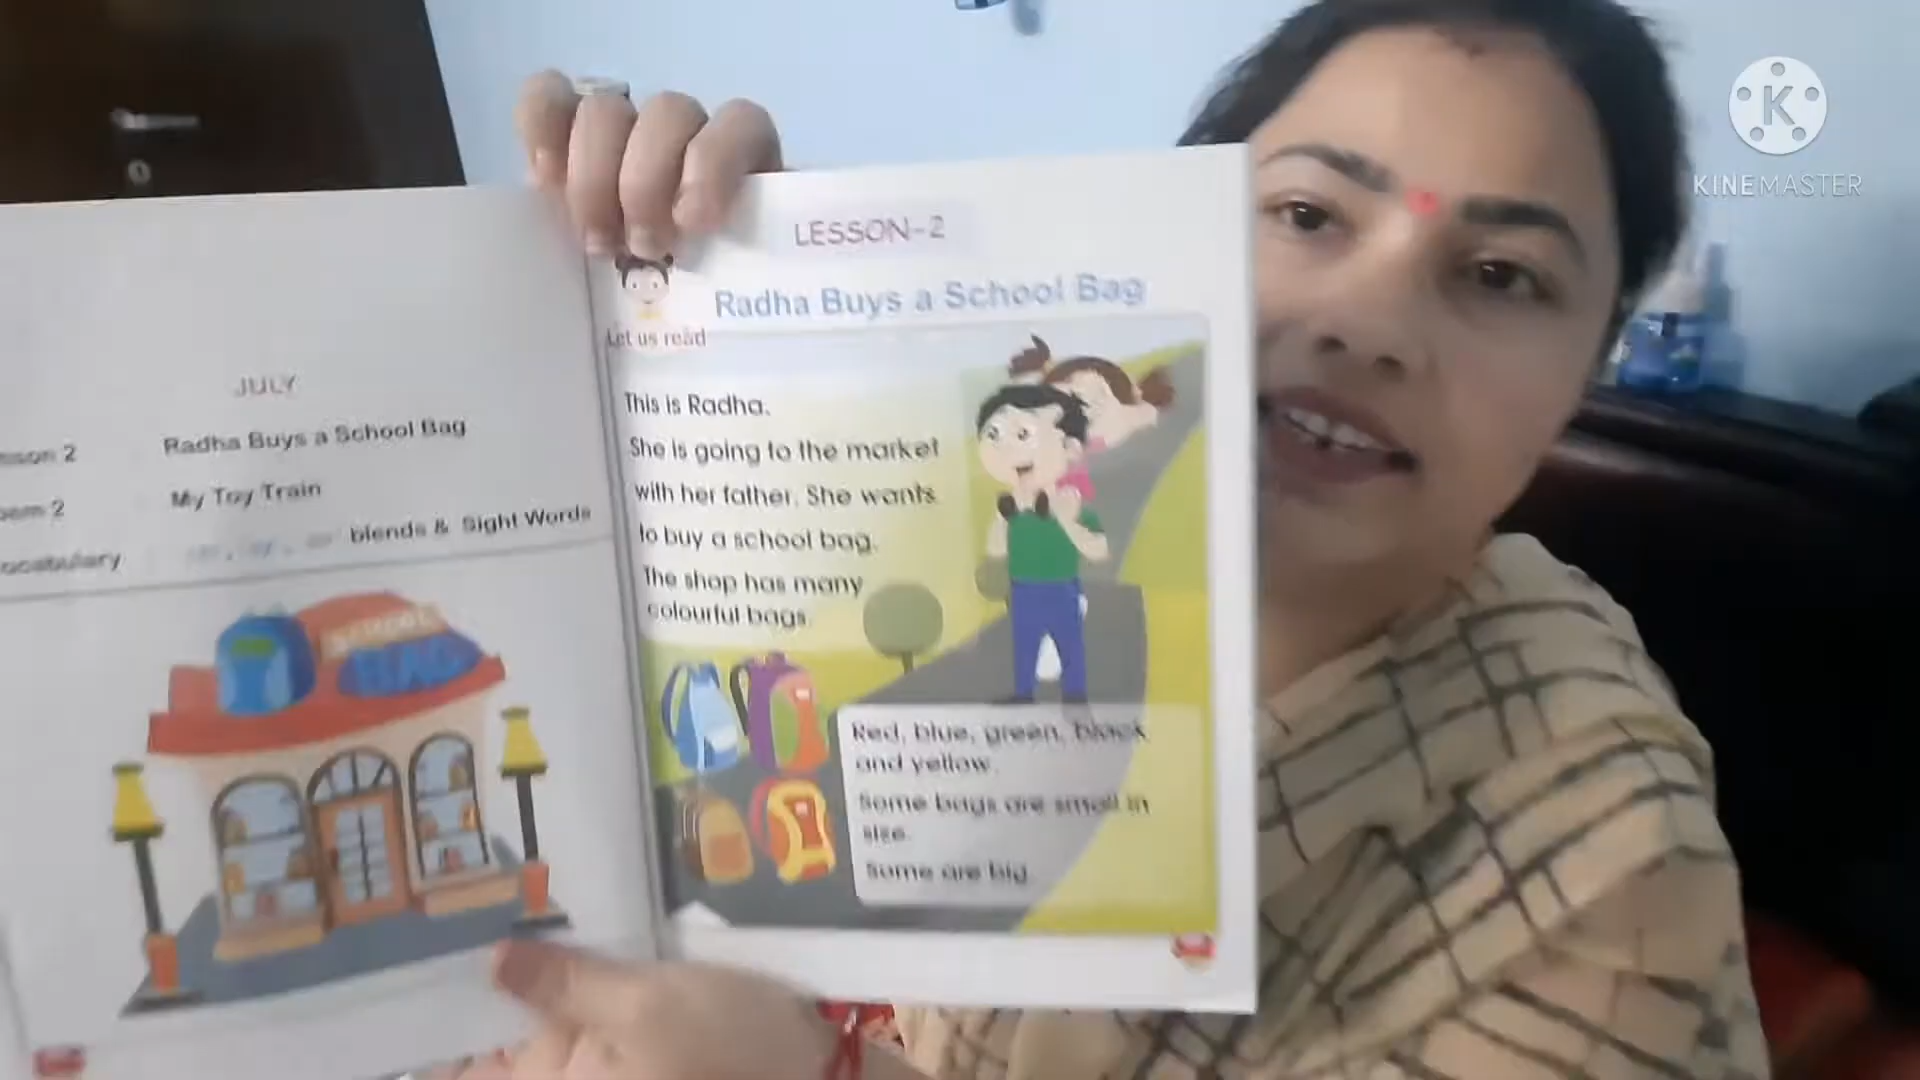 JULY
Radha Buys a School Bag
2
My Toy Train
blends & Sight Words
SCHOOL
BAG
LESSON-2
Radha Buys a School Bag
Let us read
This is Radha.
She is going to the market
with her father. She wants
to buy a school bag.
The shop has many
colourful bags.
Red, blue, green, black
and yellow.
Some bags are small in
size.
Some are big.
K
KINEMASTER